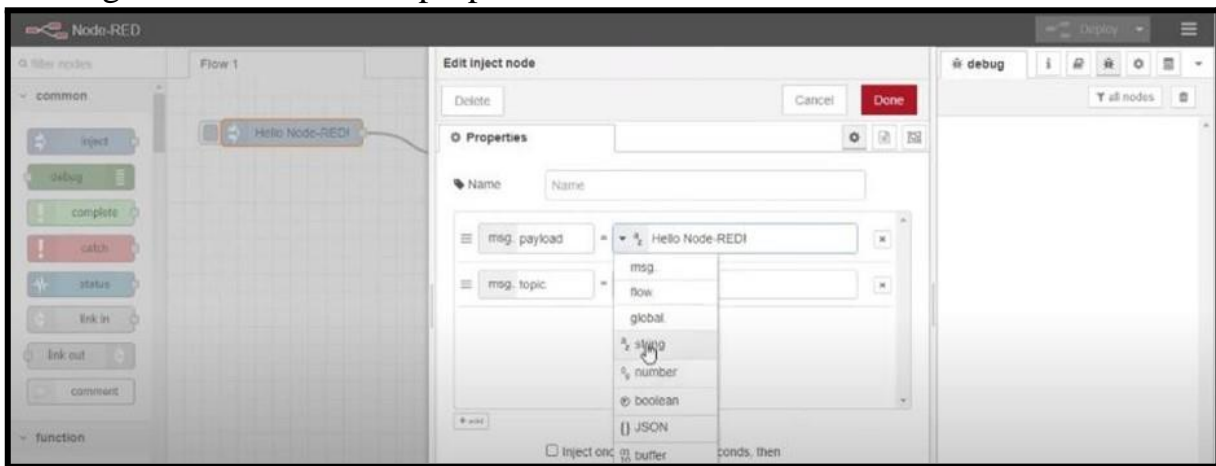 Node-RED
Deploy
filter nodes
Flow 1
Edit inject node
debug
i
common
Delete
Cancel
Done
all nodes
inject
Hello Node-RED!
Properties
debug
Name
Name
complete
msg. payload
=
Hello Node-RED!
catch
msg.
status
msg. topic
=
flow.
global.
link in
string
link out
number
comment
boolean
add
{} JSON
function
Inject once
buffer
conds, then